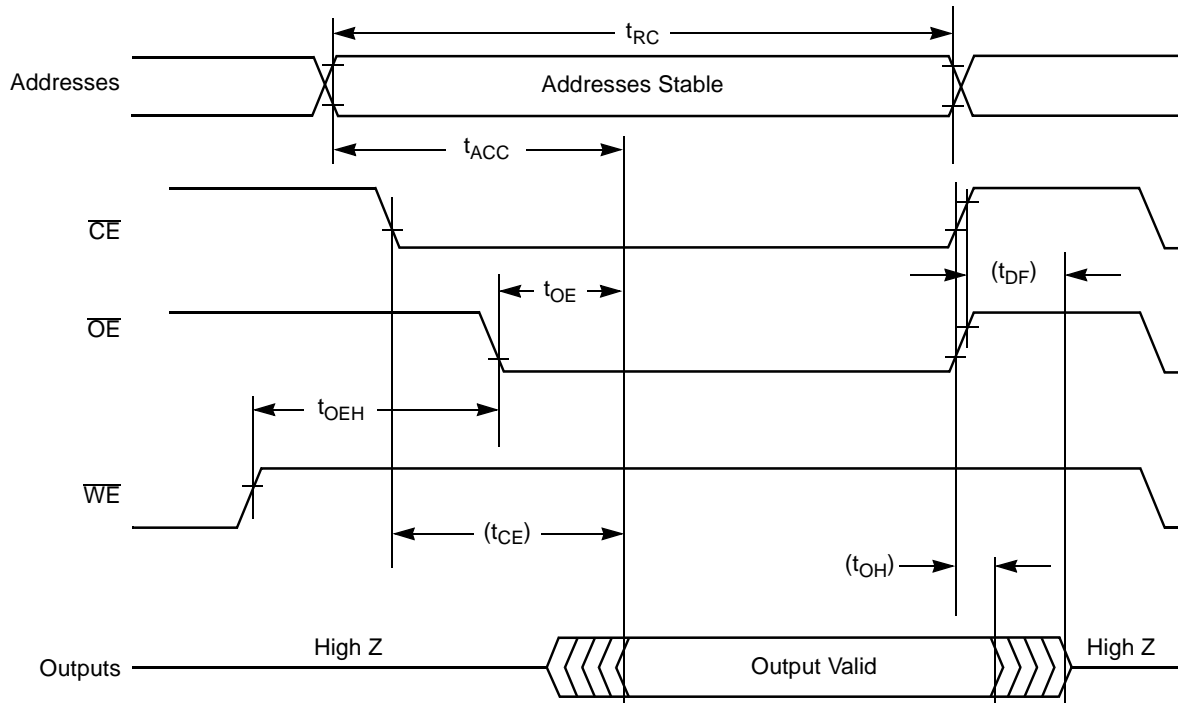 tRC
Addresses
Addresses Stable
tACC
CE
(tDF)
tOE
OE
tOEH
WE
(tCE)
(tOH)
High Z
Output Valid
High Z
Outputs